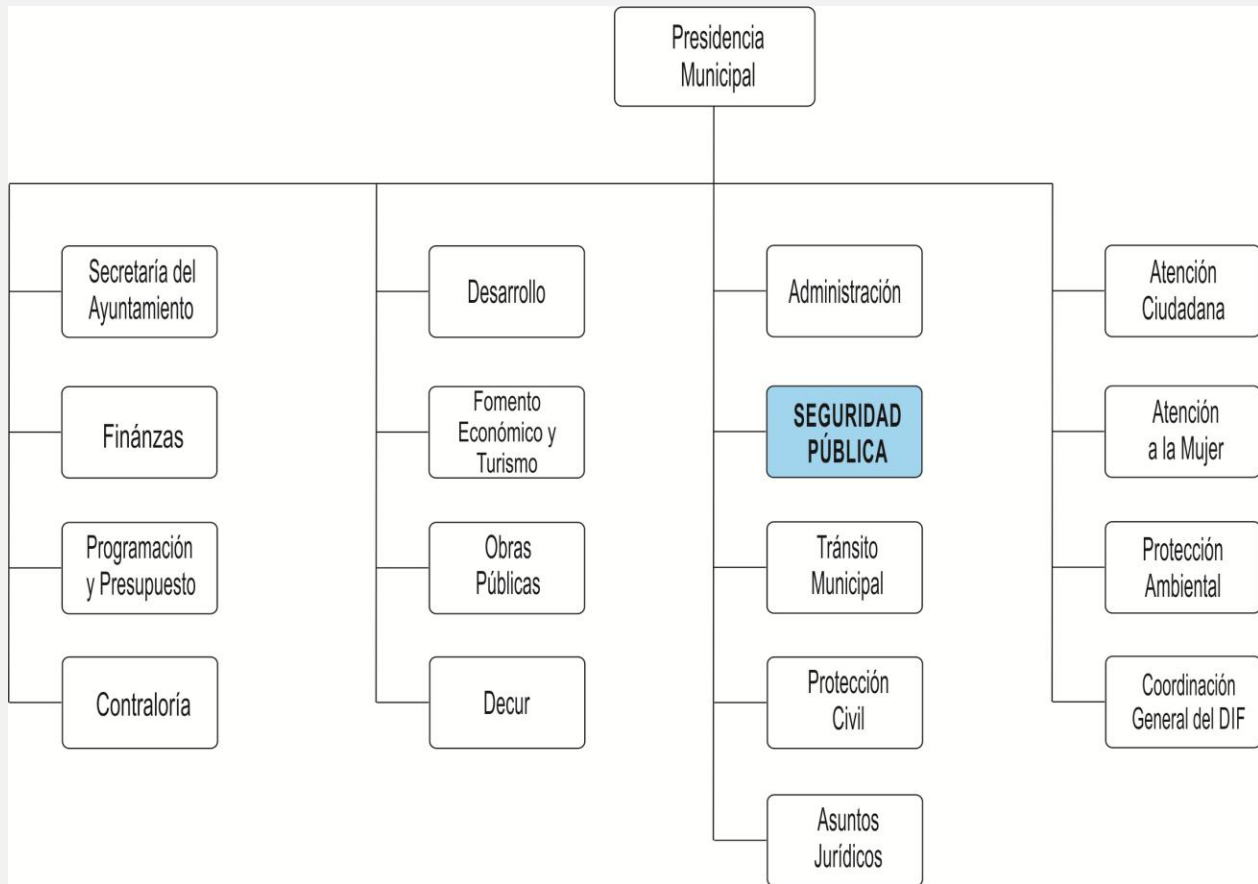 Presidencia
Municipal
Secretaría del
Ayuntamiento
Desarrollo
Administración
Atención
Ciudadana
Finánzas
Fomento
Económico y
Turismo
SEGURIDAD
PÚBLICA
Atención
a la Mujer
Programación
y Presupuesto
Obras
Públicas
Tránsito
Municipal
Protección
Ambiental
Contraloría
Decur
Protección
Civil
Coordinación
General del DIF
Asuntos
Jurídicos